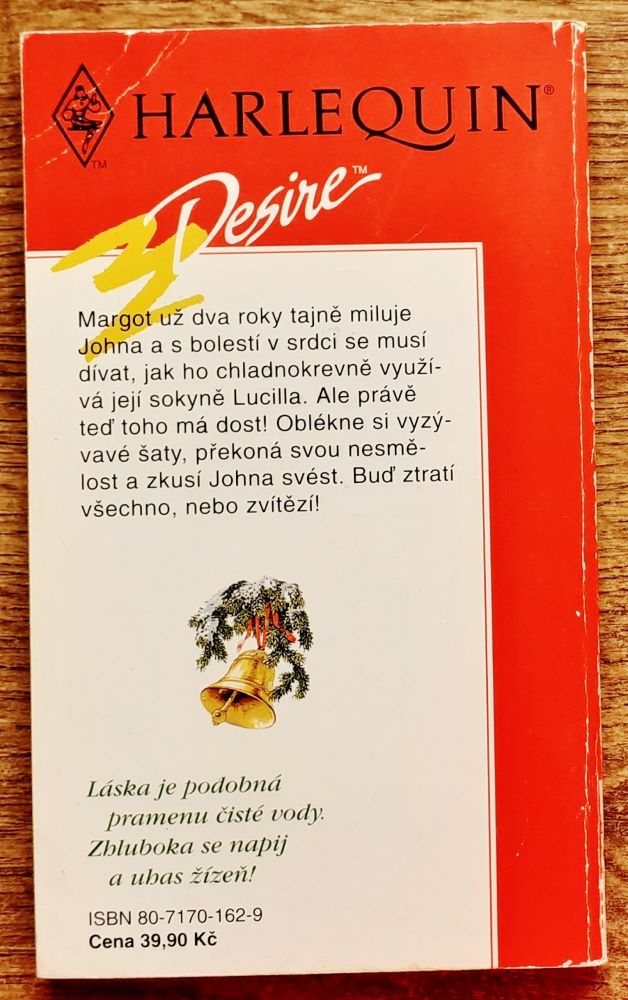 HARLEQUIN®
TM
Desire™
Margot už dva roky tajně miluje
Johna a s bolestí v srdci se musí
dívat, jak ho chladnokrevně využí-
vá její sokyně Lucilla. Ale právě
teď toho má dost! Oblékne si vyzý-
vavé šaty, překoná svou nesmě-
lost a zkusí Johna svést. Buď ztratí
všechno, nebo zvítězí!
Láska je podobná
pramenu čisté vody.
Zhluboka se napij
a uhas žízeň!
ISBN 80-7170-162-9
Cena 39,90 Kč